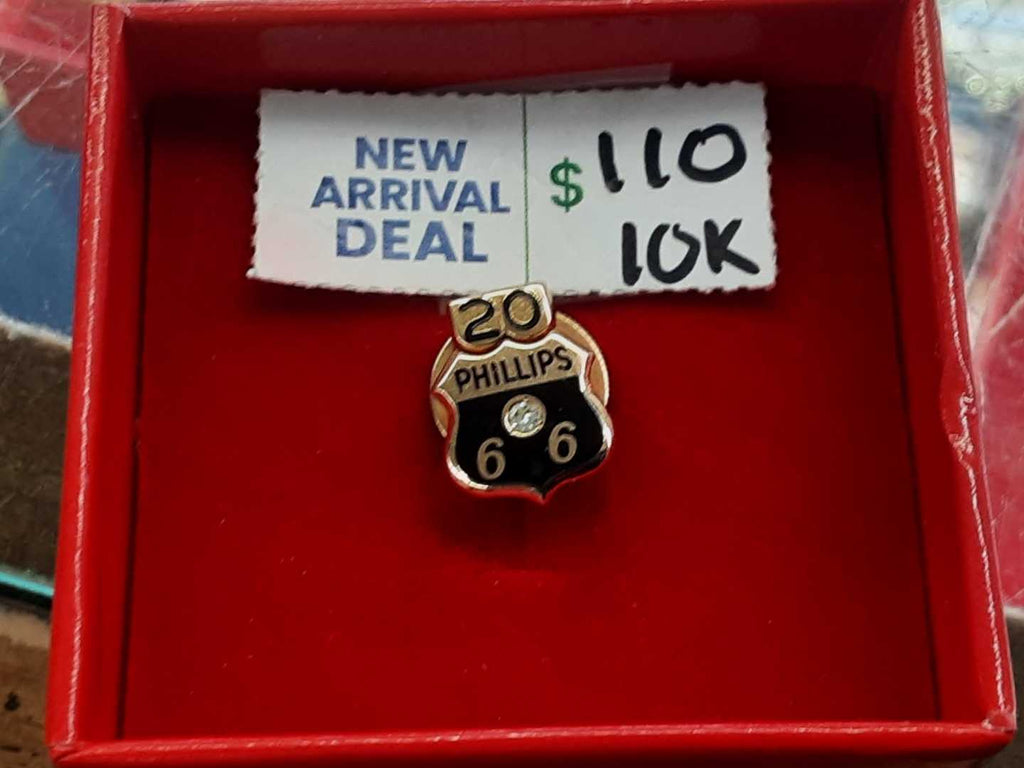 NEW
ARRIVAL
DEAL
$110
10K
20
PHILLIPS
6 6